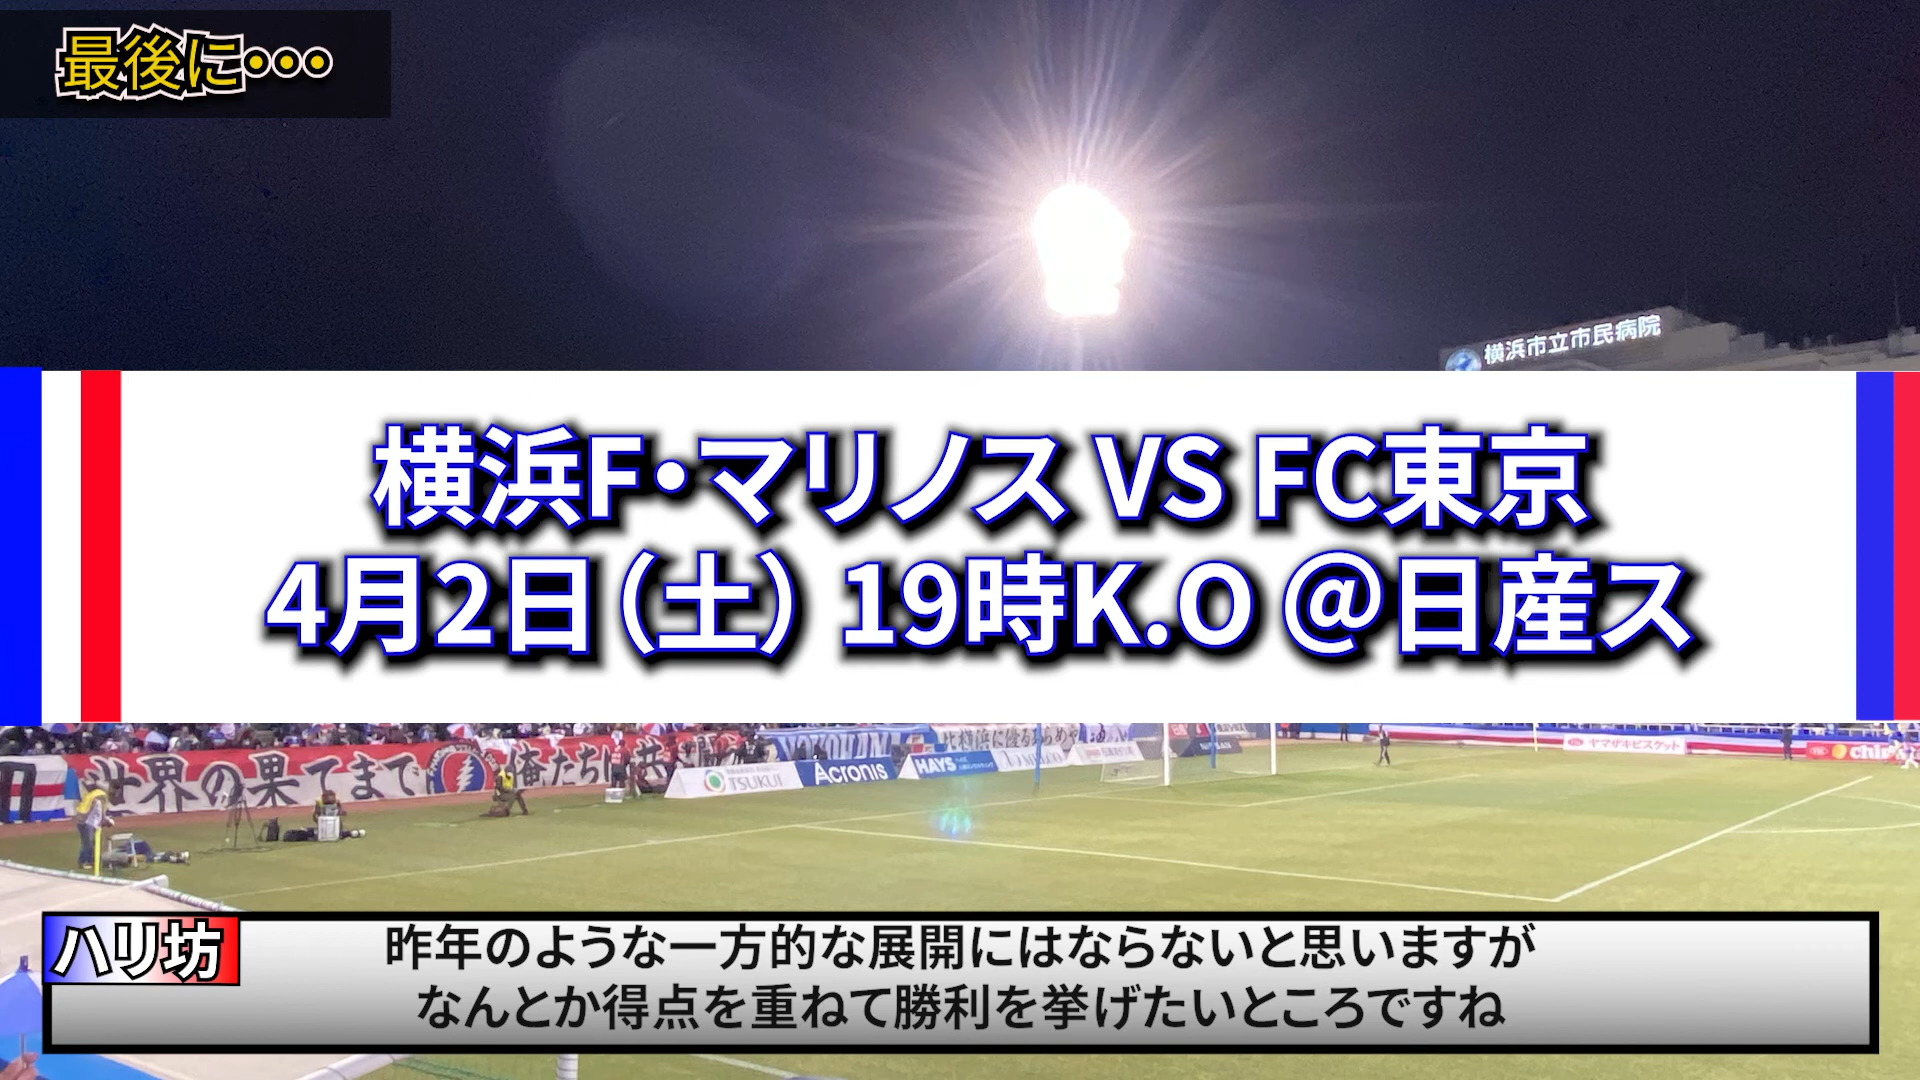 最後に・・・
横浜市立市民病院
横浜F・マリノス VS FC東京
4月2日（土） 19時K.O ＠日産ス
世界の果てまで
俺たちは共
YOKOHAMA
TSUKUI
Acronis
HAYS
ヤマザキビスケット
ハリ坊
昨年のような一方的な展開にはならないと思いますが
なんとか得点を重ねて勝利を挙げたいところですね